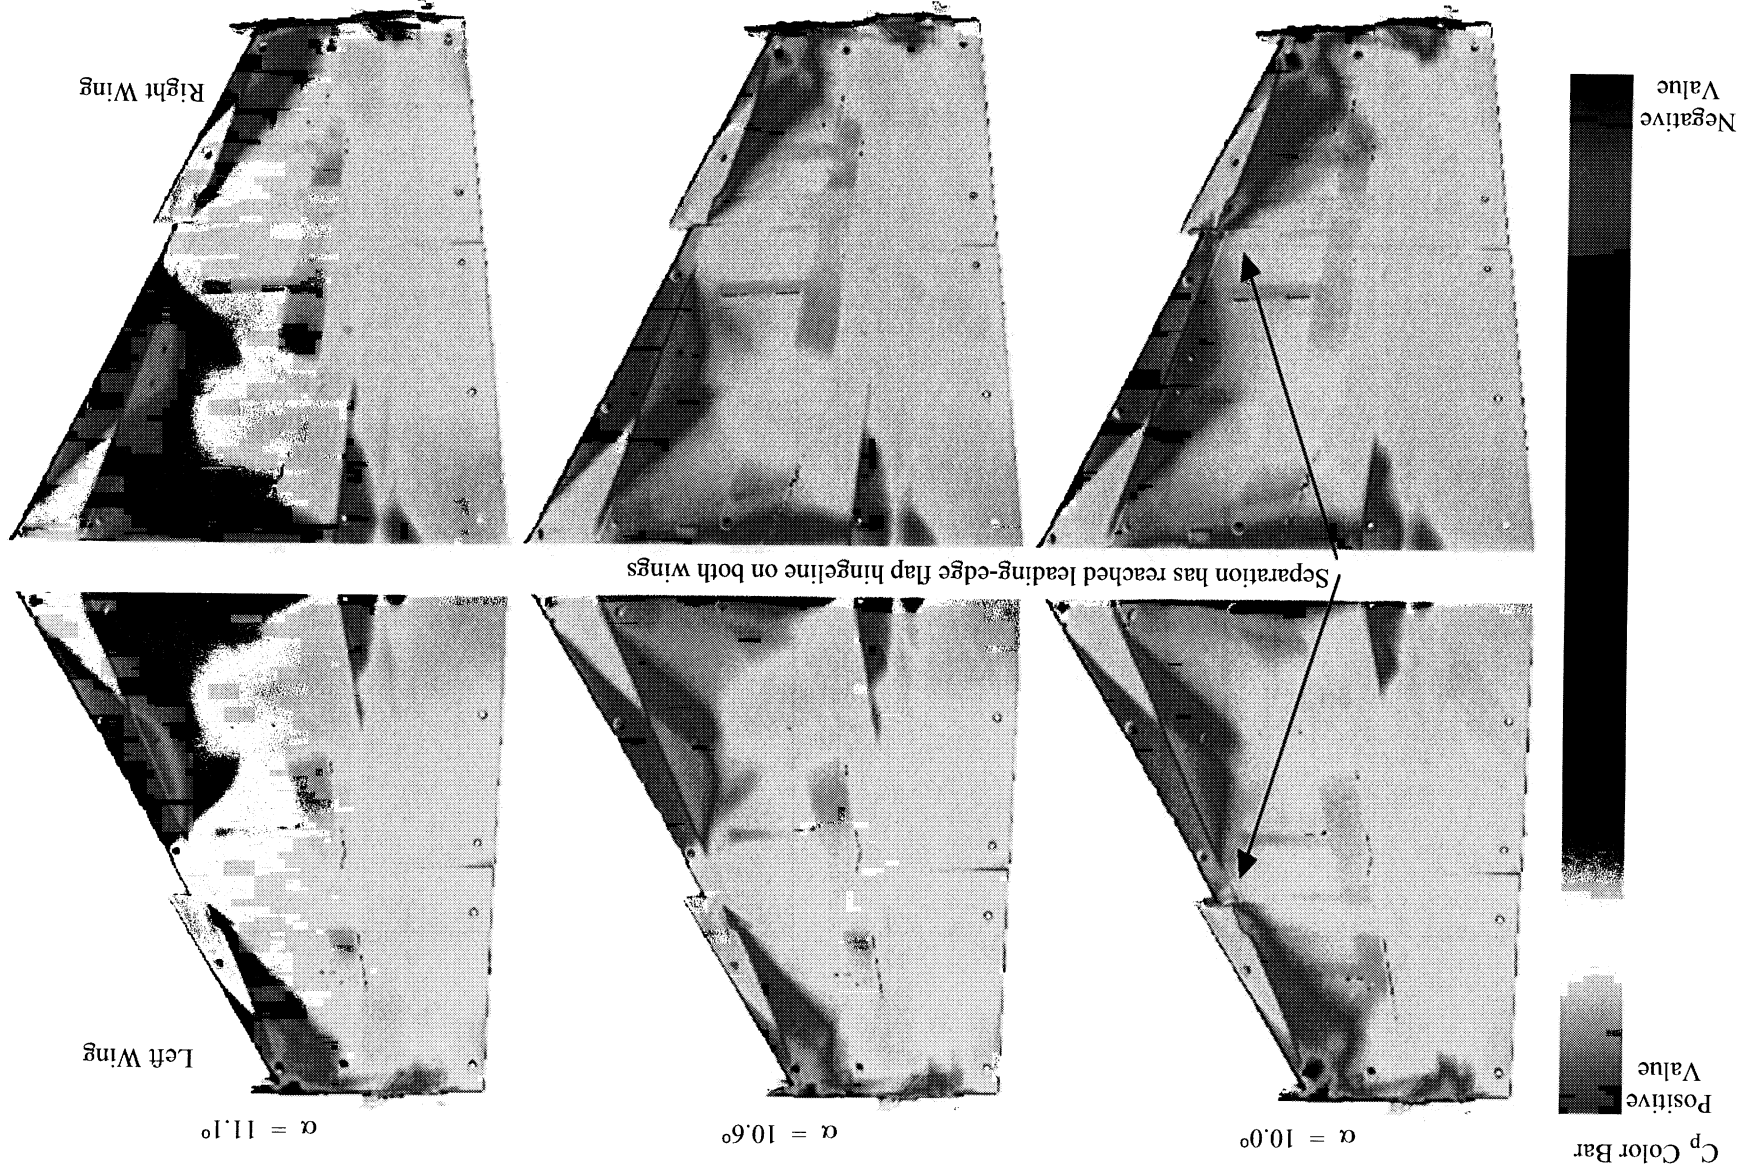 C_p Color Bar
Positive
Value
Negative
Value
α = 10.0°
α = 10.6°
α = 11.1°
Left Wing
Separation has reached leading-edge flap hingeline on both wings
Right Wing